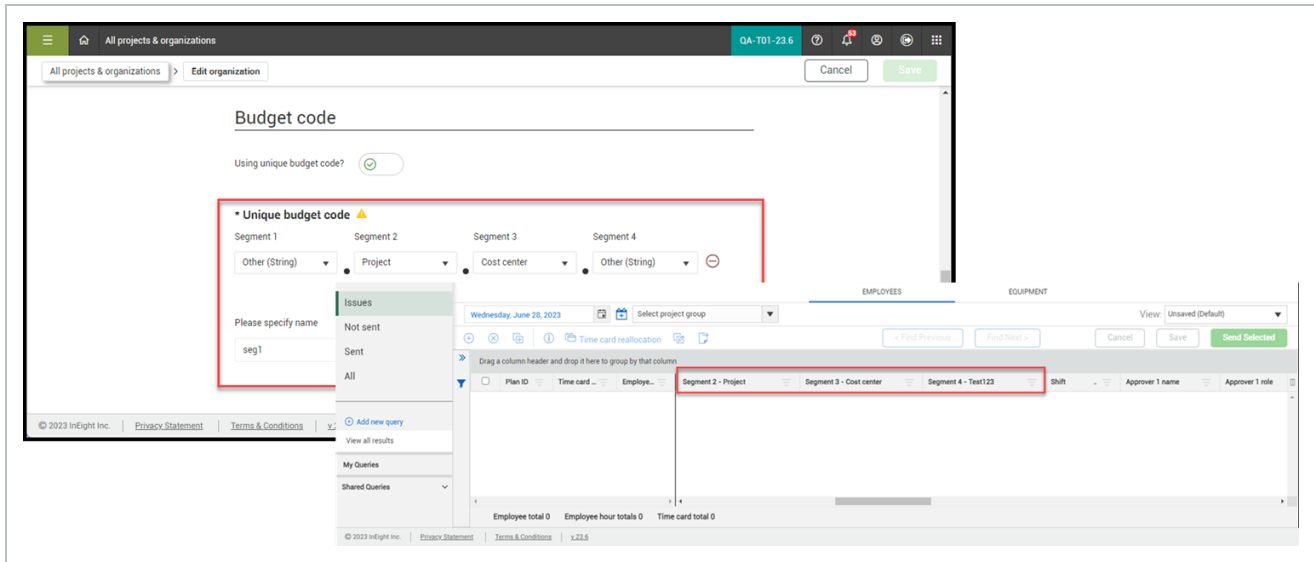 All projects & organizations
QA-T01-23.6
53
All projects & organizations > Edit organization
Cancel
Save
Budget code
Using unique budget code?
* Unique budget code
Segment 1 Segment 2 Segment 3 Segment 4
Other (String) Project Cost center Other (String)
Please specify name
seg1
© 2023 InEight Inc. Privacy Statement Terms & Conditions
EMPLOYEES EQUIPMENT
Issues
Not sent
Sent
All
Add new query
View all results
My Queries
Shared Queries
Wednesday, June 28, 2023 Select project group View: Unsaved (Default)
Time card reallocation « Find Previous Find Next » Cancel Save Send Selected
Drag a column header and drop it here to group by that column
Plan ID Time card ... Employe... Segment 2 - Project Segment 3 - Cost center Segment 4 - Test123 Shift Approver 1 name Approver 1 role
Employee total 0 Employee hour totals 0 Time card total 0
© 2023 InEight Inc. Privacy Statement Terms & Conditions v 23.6